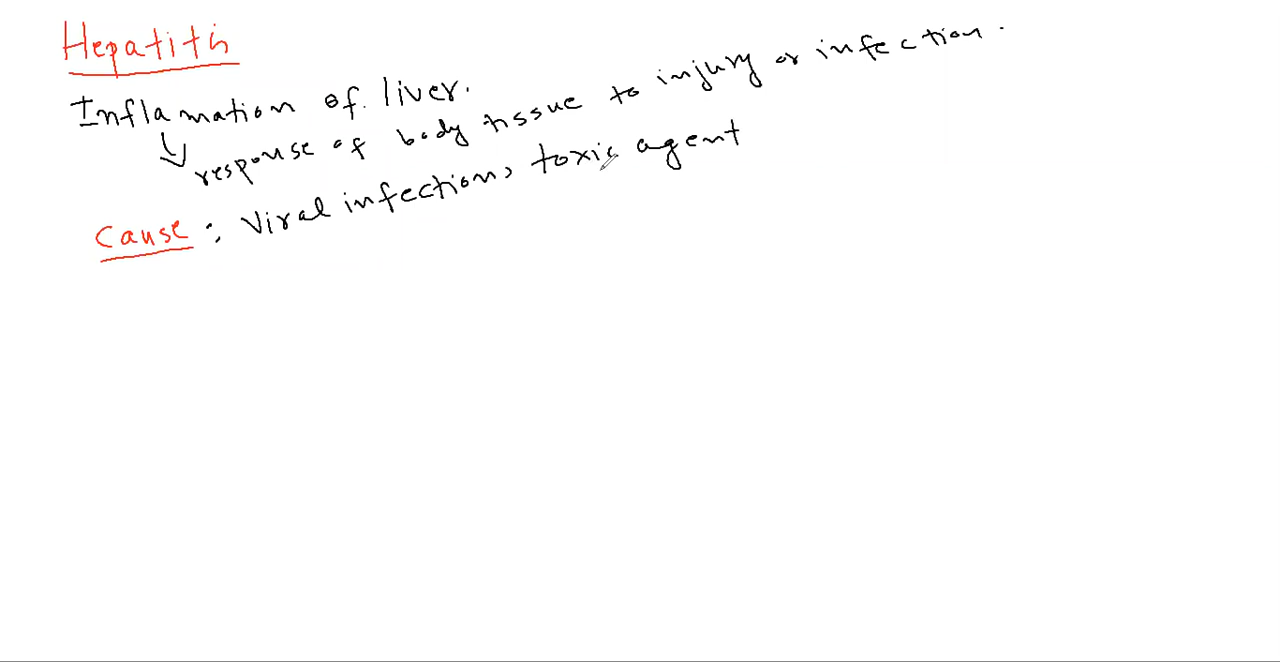 Hepatitis
Inflamation of liver.
response of body tissue to injury or infection.
Cause : Viral infection, toxic agent